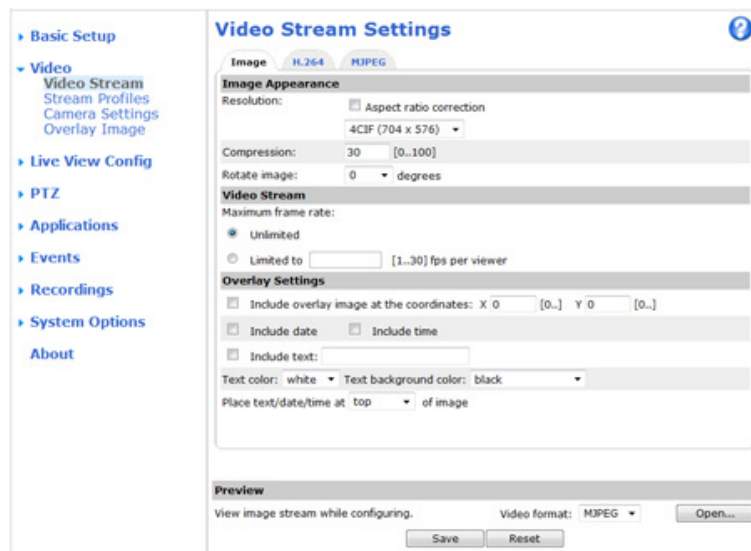 Basic Setup
Video
Video Stream
Stream Profiles
Camera Settings
Overlay Image
Live View Config
PTZ
Applications
Events
Recordings
System Options
About
Video Stream Settings
?
Image H.264 MJPEG
Image Appearance
Resolution: Aspect ratio correction
4CIF (704 x 576)
Compression: 30 [0..100]
Rotate image: 0 degrees
Video Stream
Maximum frame rate:
Unlimited
Limited to [1..30] fps per viewer
Overlay Settings
Include overlay image at the coordinates: X 0 [0..] Y 0 [0..]
Include date Include time
Include text:
Text color: white Text background color: black
Place text/date/time at top of image
Preview
View image stream while configuring. Video format: MJPEG Open...
Save Reset